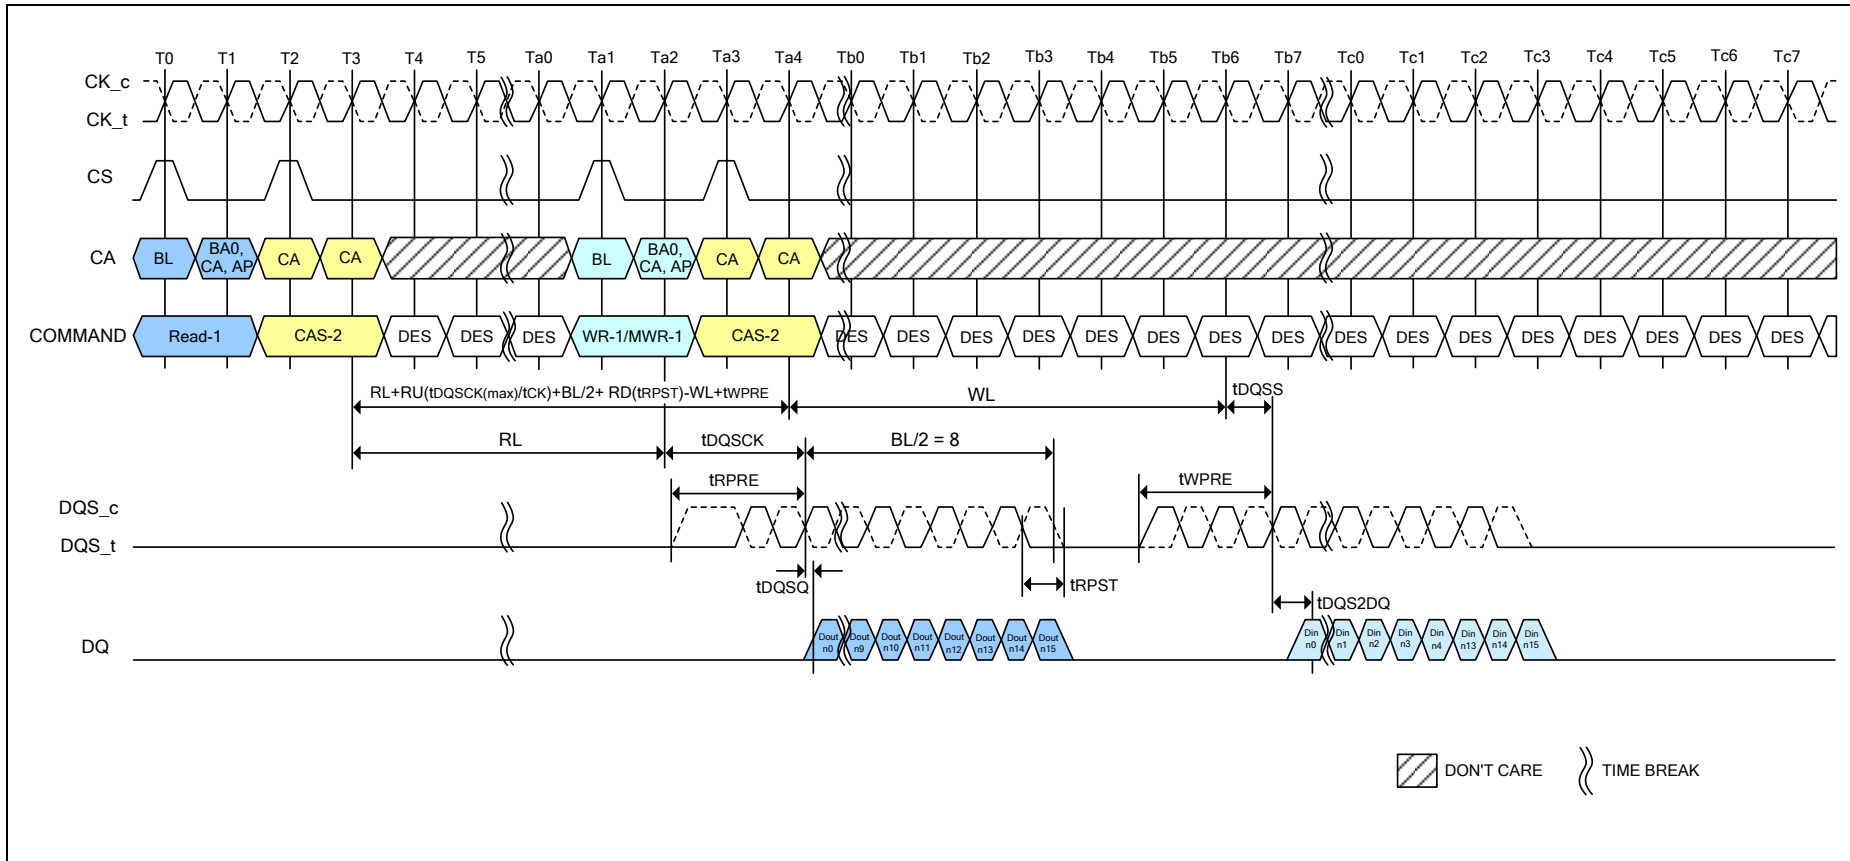 T0 T1 T2 T3 T4 T5 Ta0 Ta1 Ta2 Ta3 Ta4 Tb0 Tb1 Tb2 Tb3 Tb4 Tb5 Tb6 Tb7 Tc0 Tc1 Tc2 Tc3 Tc4 Tc5 Tc6 Tc7
CK_c
CK_t
CS
CA BL BA0, CA, AP CA CA BL BA0, CA, AP CA CA
COMMAND Read-1 CAS-2 DES DES DES WR-1/MWR-1 CAS-2 DES DES DES DES DES DES DES DES DES DES DES DES DES DES DES DES
RL+RU(tDQSCK(max)/tCK)+BL/2+ RD(tRPST)-WL+tWPRE WL tDQSS
RL tDQSCK BL/2 = 8
tRPRE tWPRE
DQS_c
DQS_t
tDQSQ tRPST tDQS2DQ
DQ Dout n0 Dout n9 Dout n10 Dout n11 Dout n12 Dout n13 Dout n14 Dout n15 Din n0 Din n1 Din n2 Din n3 Din n4 Din n13 Din n14 Din n15
DON'T CARE TIME BREAK